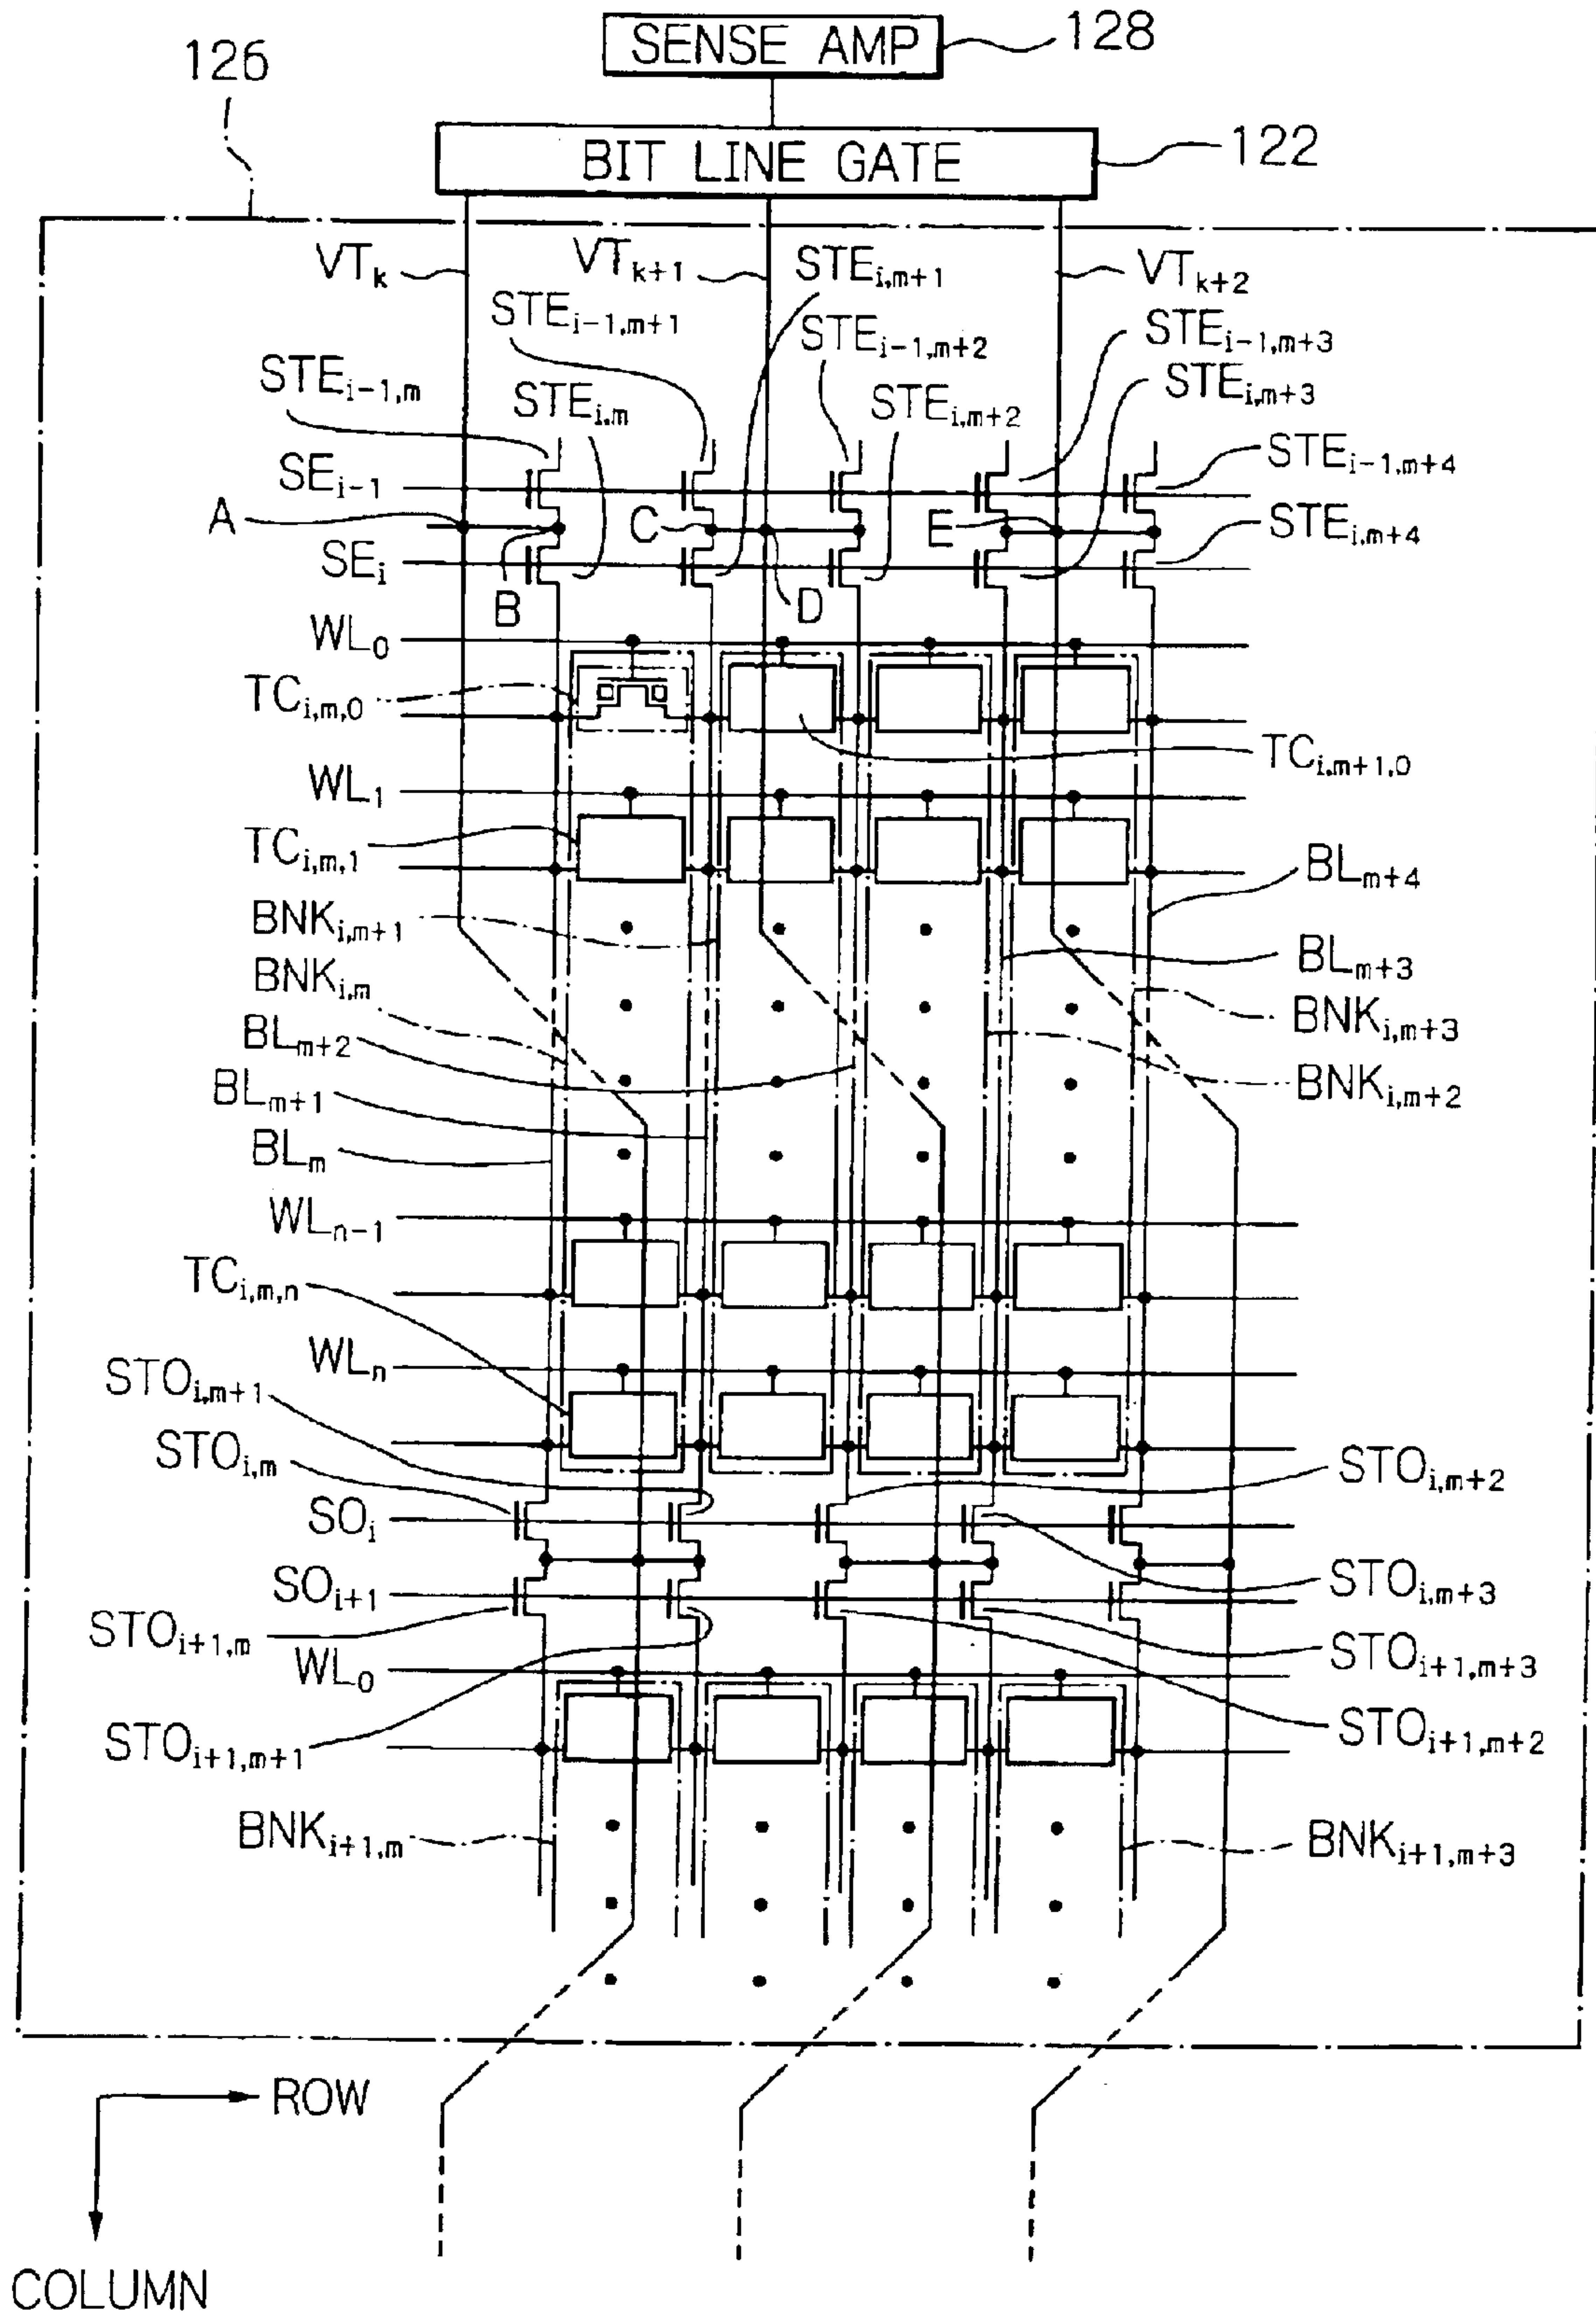 SENSE AMP
128
126
BIT LINE GATE
122
VTk
VTk+1
STEi,m+1
VTk+2
STEi-1,m+1
STEi-1,m+2
STEi-1,m+3
STEi-1,m
STEi,m
STEi,m+2
STEi,m+3
SEi-1
STEi-1,m+4
A
C
E
STEi,m+4
SEi
B
D
WL0
TCi,m,0
TCi,m+1,0
WL1
TCi,m,1
BLm+4
BNKi,m+1
BLm+3
BNKi,m
BNKi,m+3
BLm+2
BNKi,m+2
BLm+1
BLm
WLn-1
TCi,m,n
WLn
STOi,m+1
STOi,m
STOi,m+2
SOi
SOi+1
STOi,m+3
STOi+1,m
STOi+1,m+3
WL0
STOi+1,m+1
STOi+1,m+2
BNKi+1,m
BNKi+1,m+3
ROW
COLUMN